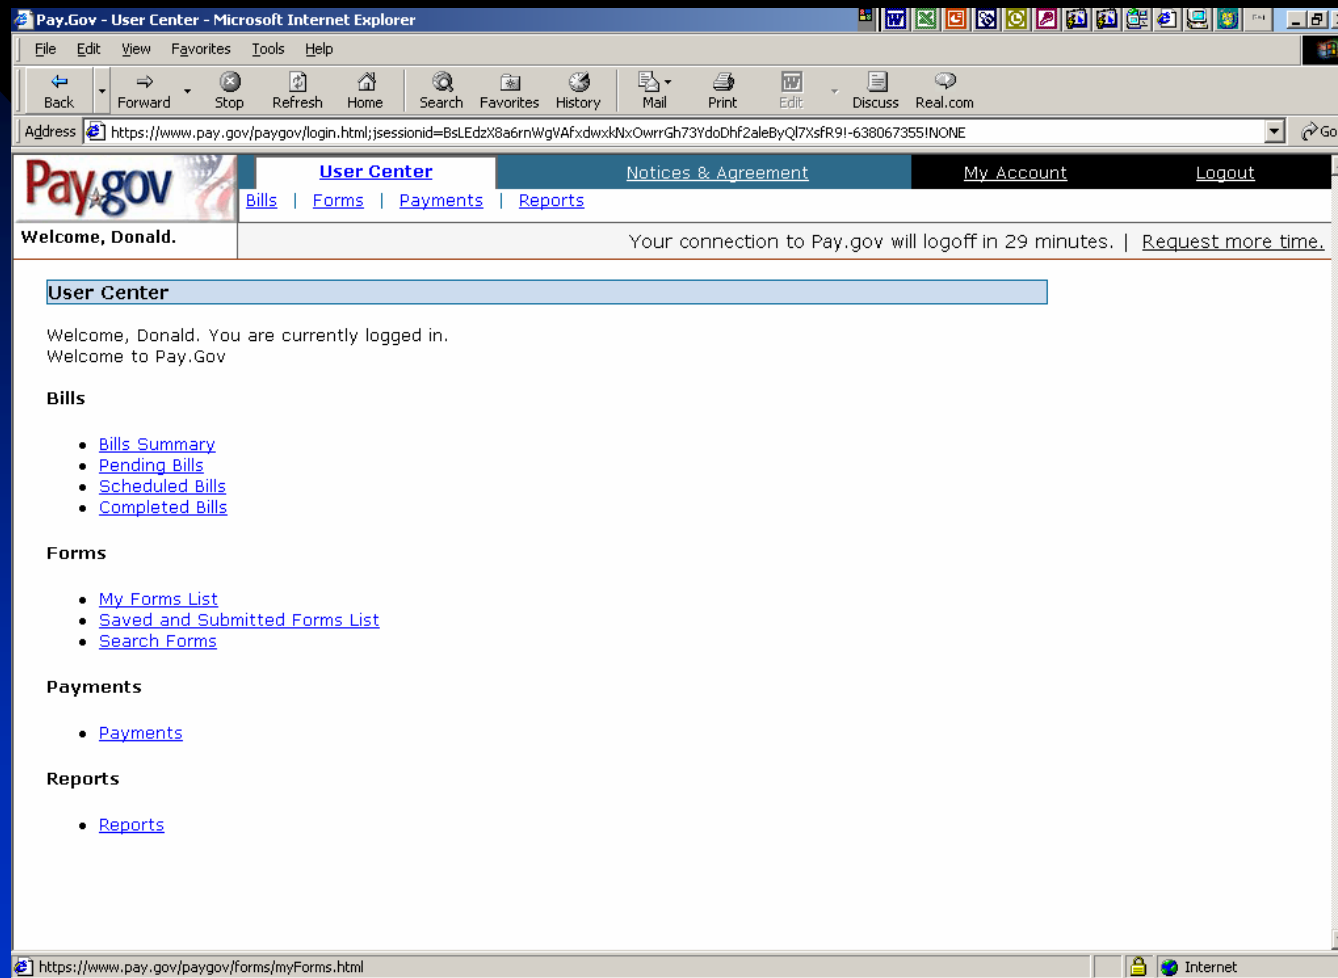 Pay.Gov - User Center - Microsoft Internet Explorer
File Edit View Favorites Tools Help
Back Forward Stop Refresh Home Search Favorites History Mail Print Edit Discuss Real.com
Address https://www.pay.gov/paygov/login.html;jsessionid=BsLEdzX8a6rnWgVAfxdwxkNxOwrrGh73YdoDhf2aleByQl7XsfR9!-638067355!NONE Go
Pay.gov User Center Notices & Agreement My Account Logout
Bills | Forms | Payments | Reports
Welcome, Donald. Your connection to Pay.gov will logoff in 29 minutes. | Request more time.
User Center
Welcome, Donald. You are currently logged in.
Welcome to Pay.Gov
Bills
Bills Summary
Pending Bills
Scheduled Bills
Completed Bills
Forms
My Forms List
Saved and Submitted Forms List
Search Forms
Payments
Payments
Reports
Reports
https://www.pay.gov/paygov/forms/myForms.html Internet